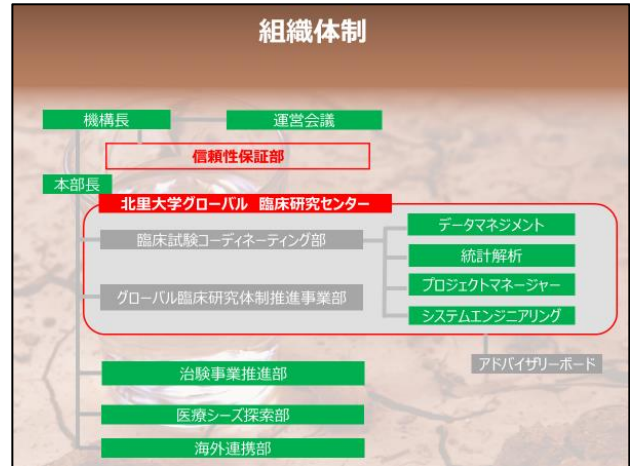 組織体制
機構長
運営会議
信頼性保証部
本部長
北里大学グローバル 臨床研究センター
臨床試験コーディネーティング部
データマネジメント
統計解析
プロジェクトマネージャー
システムエンジニアリング
グローバル臨床研究体制推進事業部
アドバイザリーボード
治験事業推進部
医療シーズ探索部
海外連携部